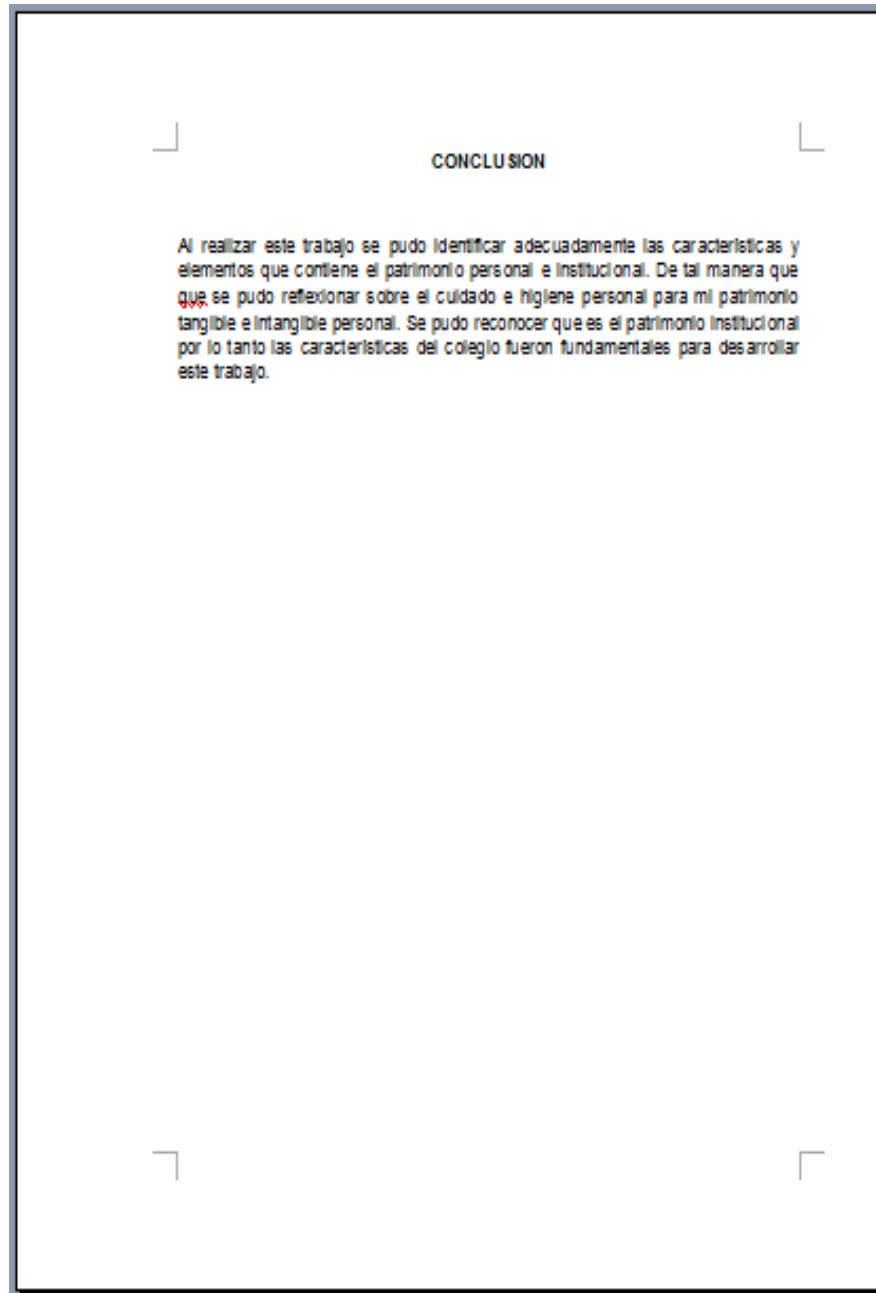 CONCLUSION
Al realizar este trabajo se pudo identificar adecuadamente las características y
elementos que contiene el patrimonio personal e institucional. De tal manera que
que se pudo reflexionar sobre el cuidado e higiene personal para mi patrimonio
tangible e intangible personal. Se pudo reconocer que es el patrimonio institucional
por lo tanto las características del colegio fueron fundamentales para desarrollar
este trabajo.